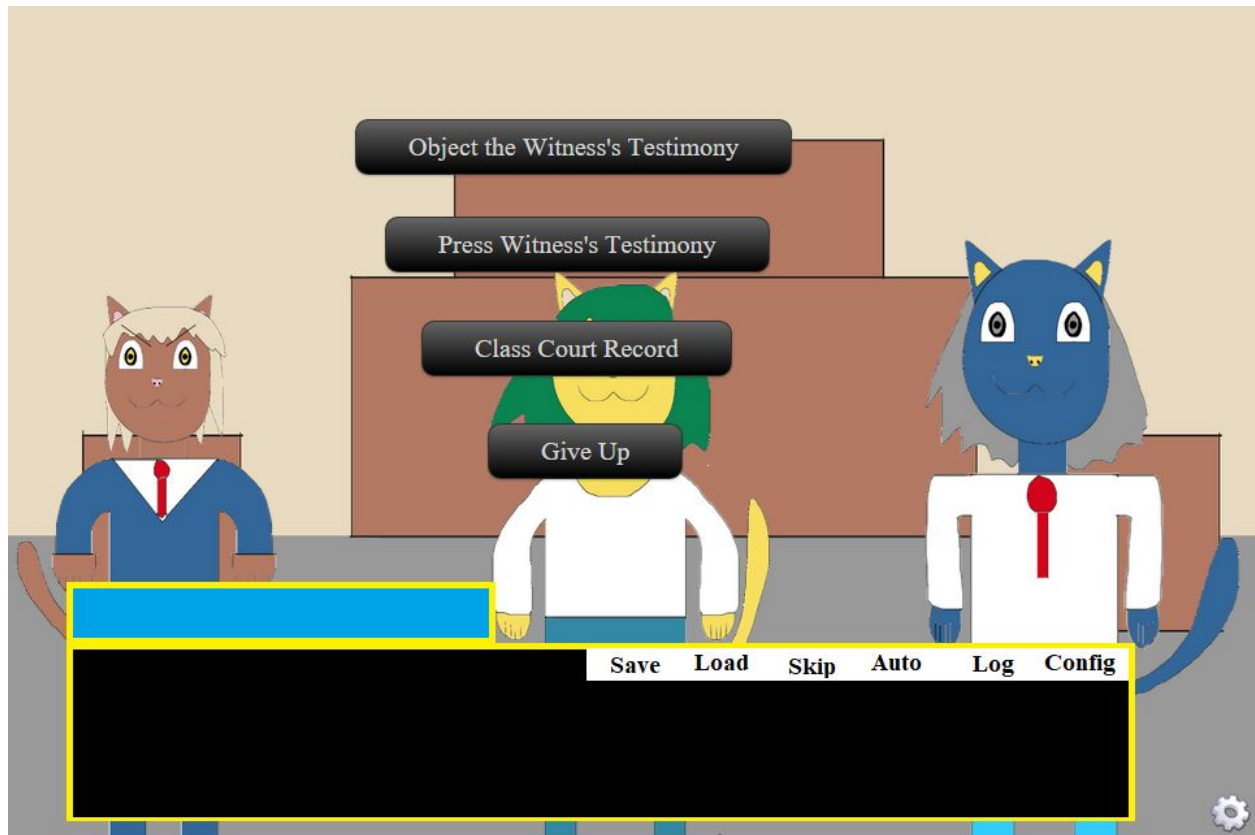 Object the Witness's Testimony
Press Witness's Testimony
Class Court Record
Give Up
Save Load Skip Auto Log Config